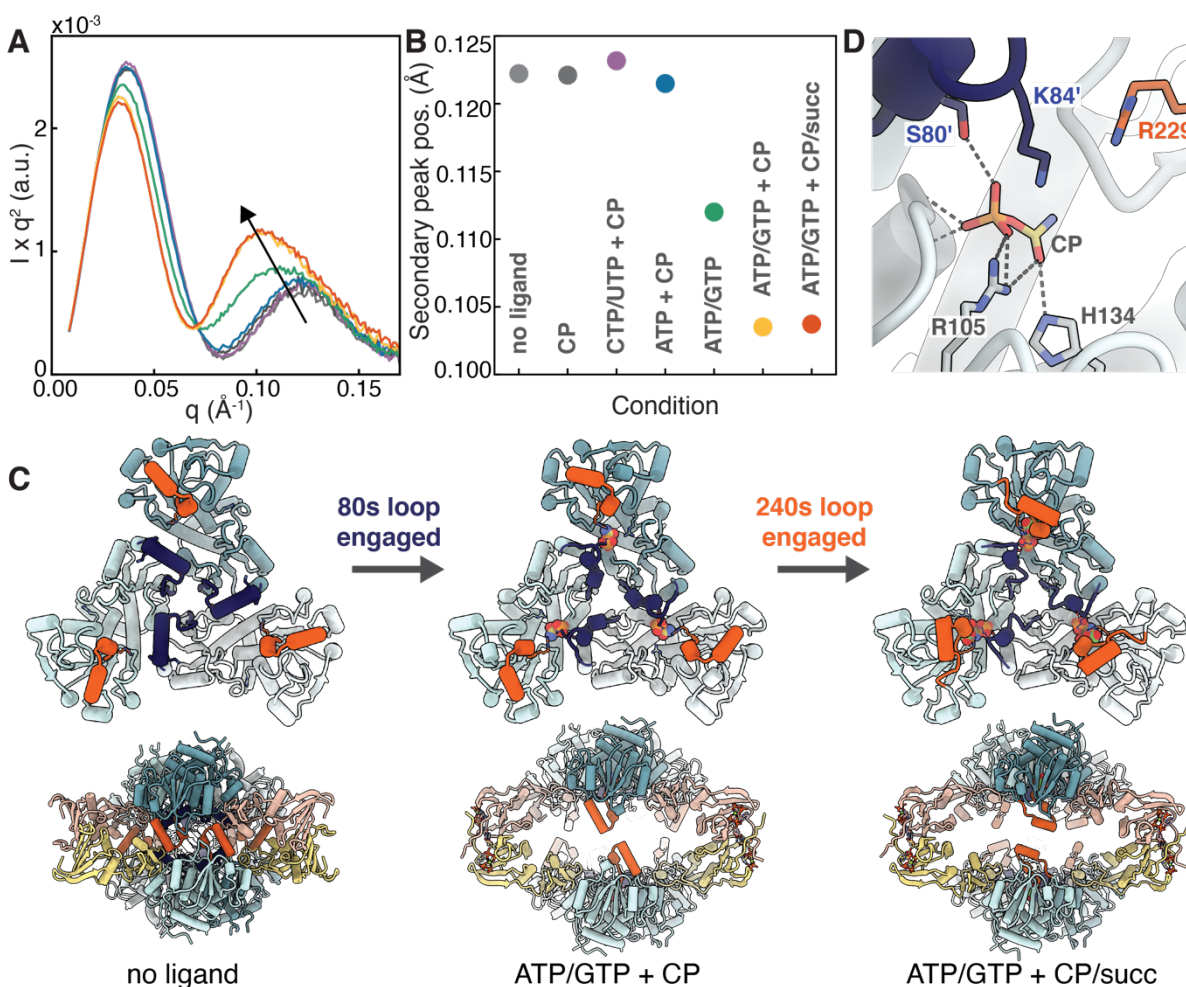 A
x10-3
I x q2 (a.u.)
2
1
0
0
0.05
0.10
0.15
q (Å-1)
B
Secondary peak pos. (Å)
0.125
0.120
0.115
0.110
0.105
0.100
no ligand
CP
CTP/UTP + CP
ATP + CP
ATP/GTP
ATP/GTP + CP
ATP/GTP + CP/succ
Condition
D
K84'
S80'
R229
CP
R105
H134
C
80s loop
engaged
240s loop
engaged
no ligand
ATP/GTP + CP
ATP/GTP + CP/succ